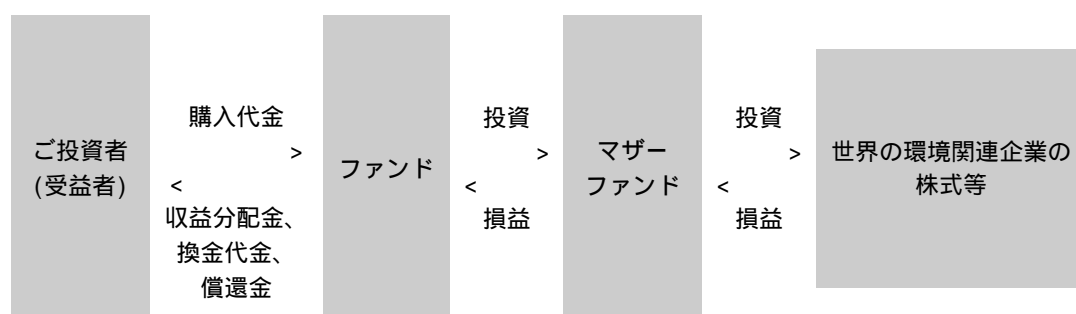 ご投資者
(受益者)
購入代金
>
<
収益分配金、
換金代金、
償還金
ファンド
投資
>
<
損益
マザー
ファンド
投資
>
<
損益
世界の環境関連企業の
株式等